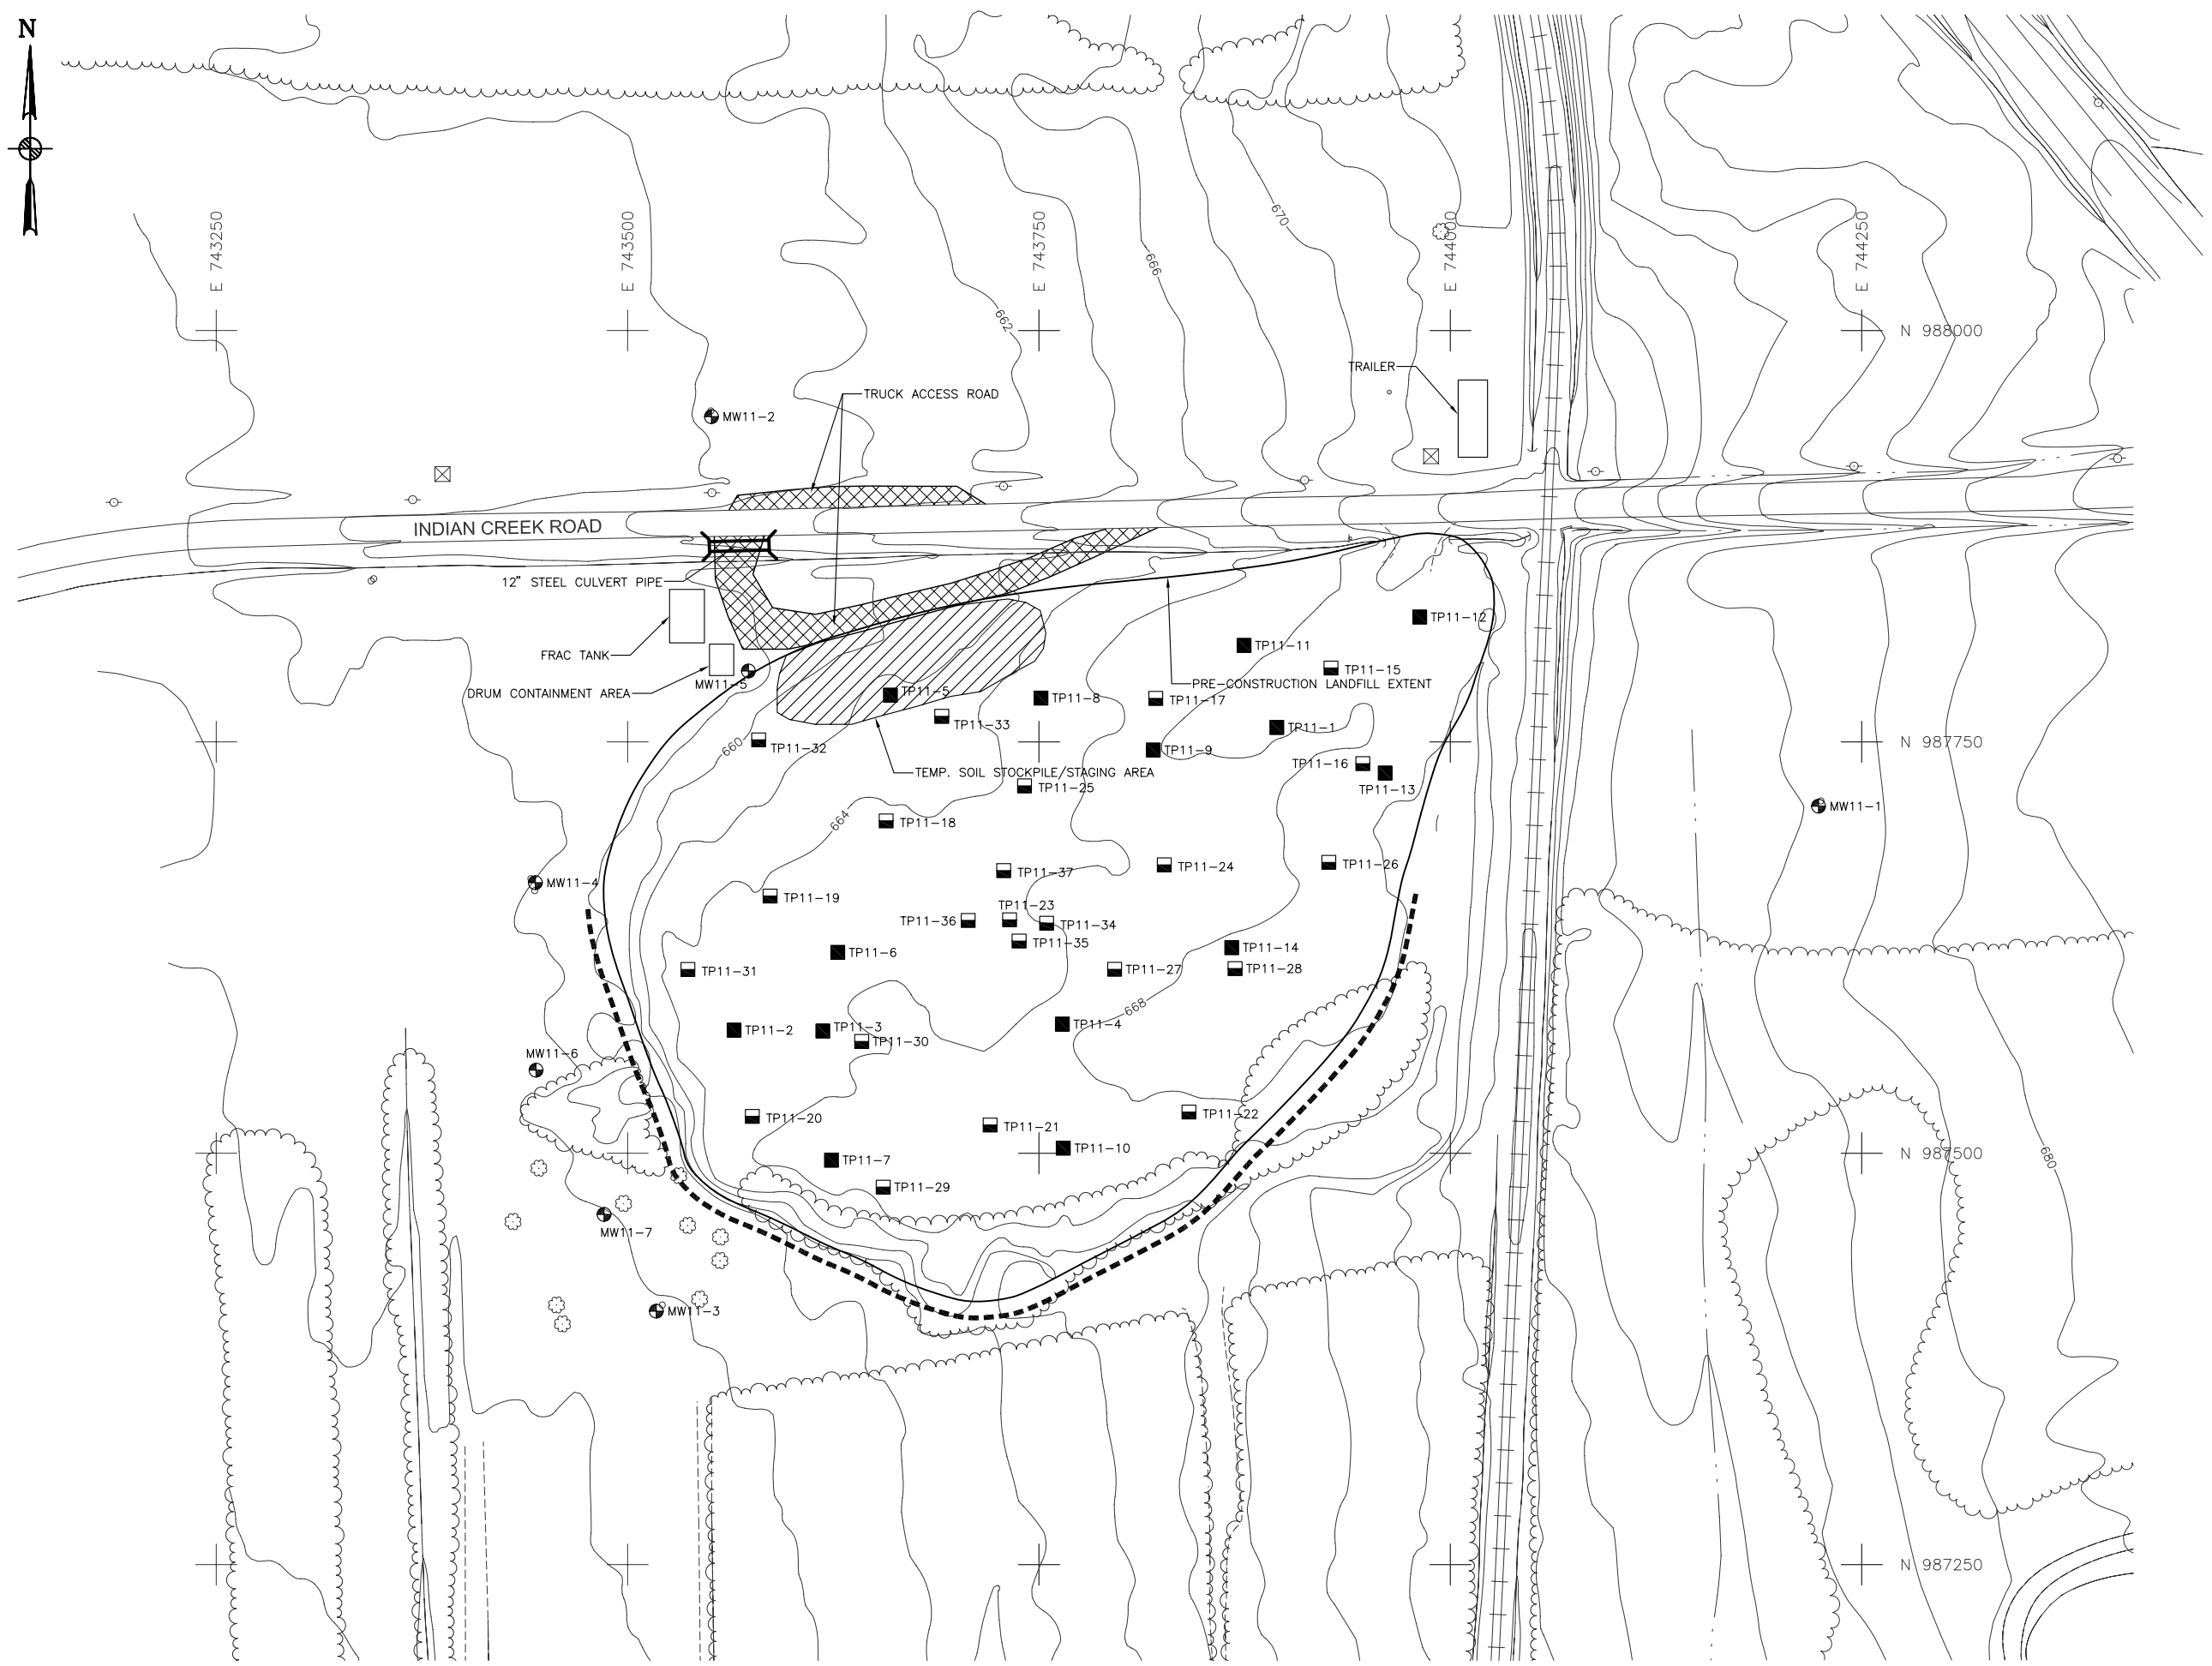 N
E 743250
E 743500
E 743750
E 744000
E 744250
670
666
662
N 988000
TRAILER
TRUCK ACCESS ROAD
MW11-2
INDIAN CREEK ROAD
12" STEEL CULVERT PIPE
FRAC TANK
DRUM CONTAINMENT AREA
MW11-5
TP11-12
TP11-11
TP11-15
PRE-CONSTRUCTION LANDFILL EXTENT
TP11-5
TP11-8
TP11-17
TP11-33
TP11-1
TP11-32
660
TP11-9
N 987750
TEMP. SOIL STOCKPILE/STAGING AREA
TP11-16
TP11-25
TP11-13
MW11-1
664
TP11-18
TP11-37
TP11-24
TP11-26
MW11-4
TP11-19
TP11-23
TP11-36
TP11-34
TP11-35
TP11-6
TP11-14
TP11-31
TP11-27
TP11-28
668
TP11-2
TP11-3
TP11-4
TP11-30
MW11-6
TP11-20
TP11-22
TP11-21
TP11-10
N 987500
680
TP11-7
TP11-29
MW11-7
MW11-3
N 987250